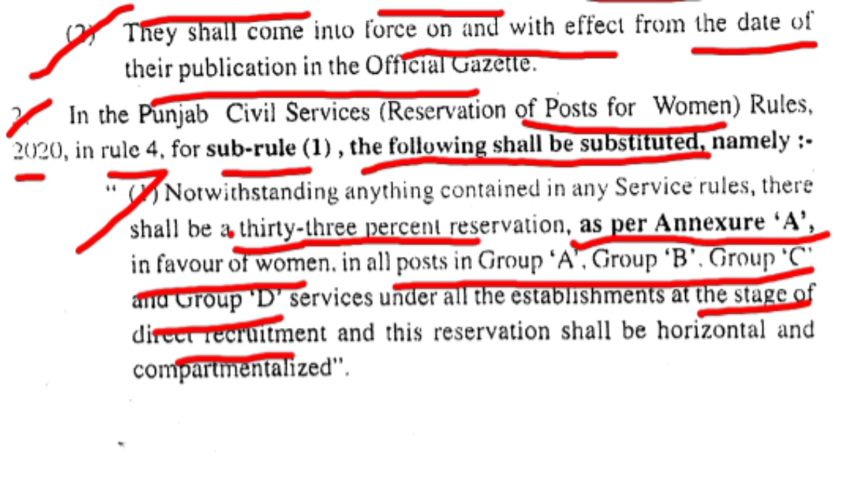 (2) They shall come into force on and with effect from the date of
their publication in the Official Gazette.
2. In the Punjab Civil Services (Reservation of Posts for Women) Rules,
2020, in rule 4, for sub-rule (1) , the following shall be substituted, namely :-
“ (1) Notwithstanding anything contained in any Service rules, there
shall be a thirty-three percent reservation, as per Annexure ‘A’,
in favour of women, in all posts in Group ‘A’, Group ‘B’, Group ‘C’
and Group ‘D’ services under all the establishments at the stage of
direct recruitment and this reservation shall be horizontal and
compartmentalized”.